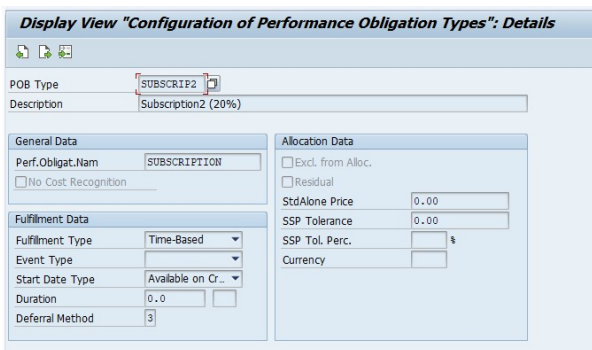 Display View "Configuration of Performance Obligation Types": Details
POB Type SUBSCRIP2
Description Subscription2 (20%)
General Data
Perf.Obligat.Nam SUBSCRIPTION
No Cost Recognition
Fulfillment Data
Fulfillment Type Time-Based
Event Type
Start Date Type Available on Cr..
Duration 0.0
Deferral Method 3
Allocation Data
Excl. from Alloc.
Residual
StdAlone Price 0.00
SSP Tolerance 0.00
SSP Tol. Perc. %
Currency